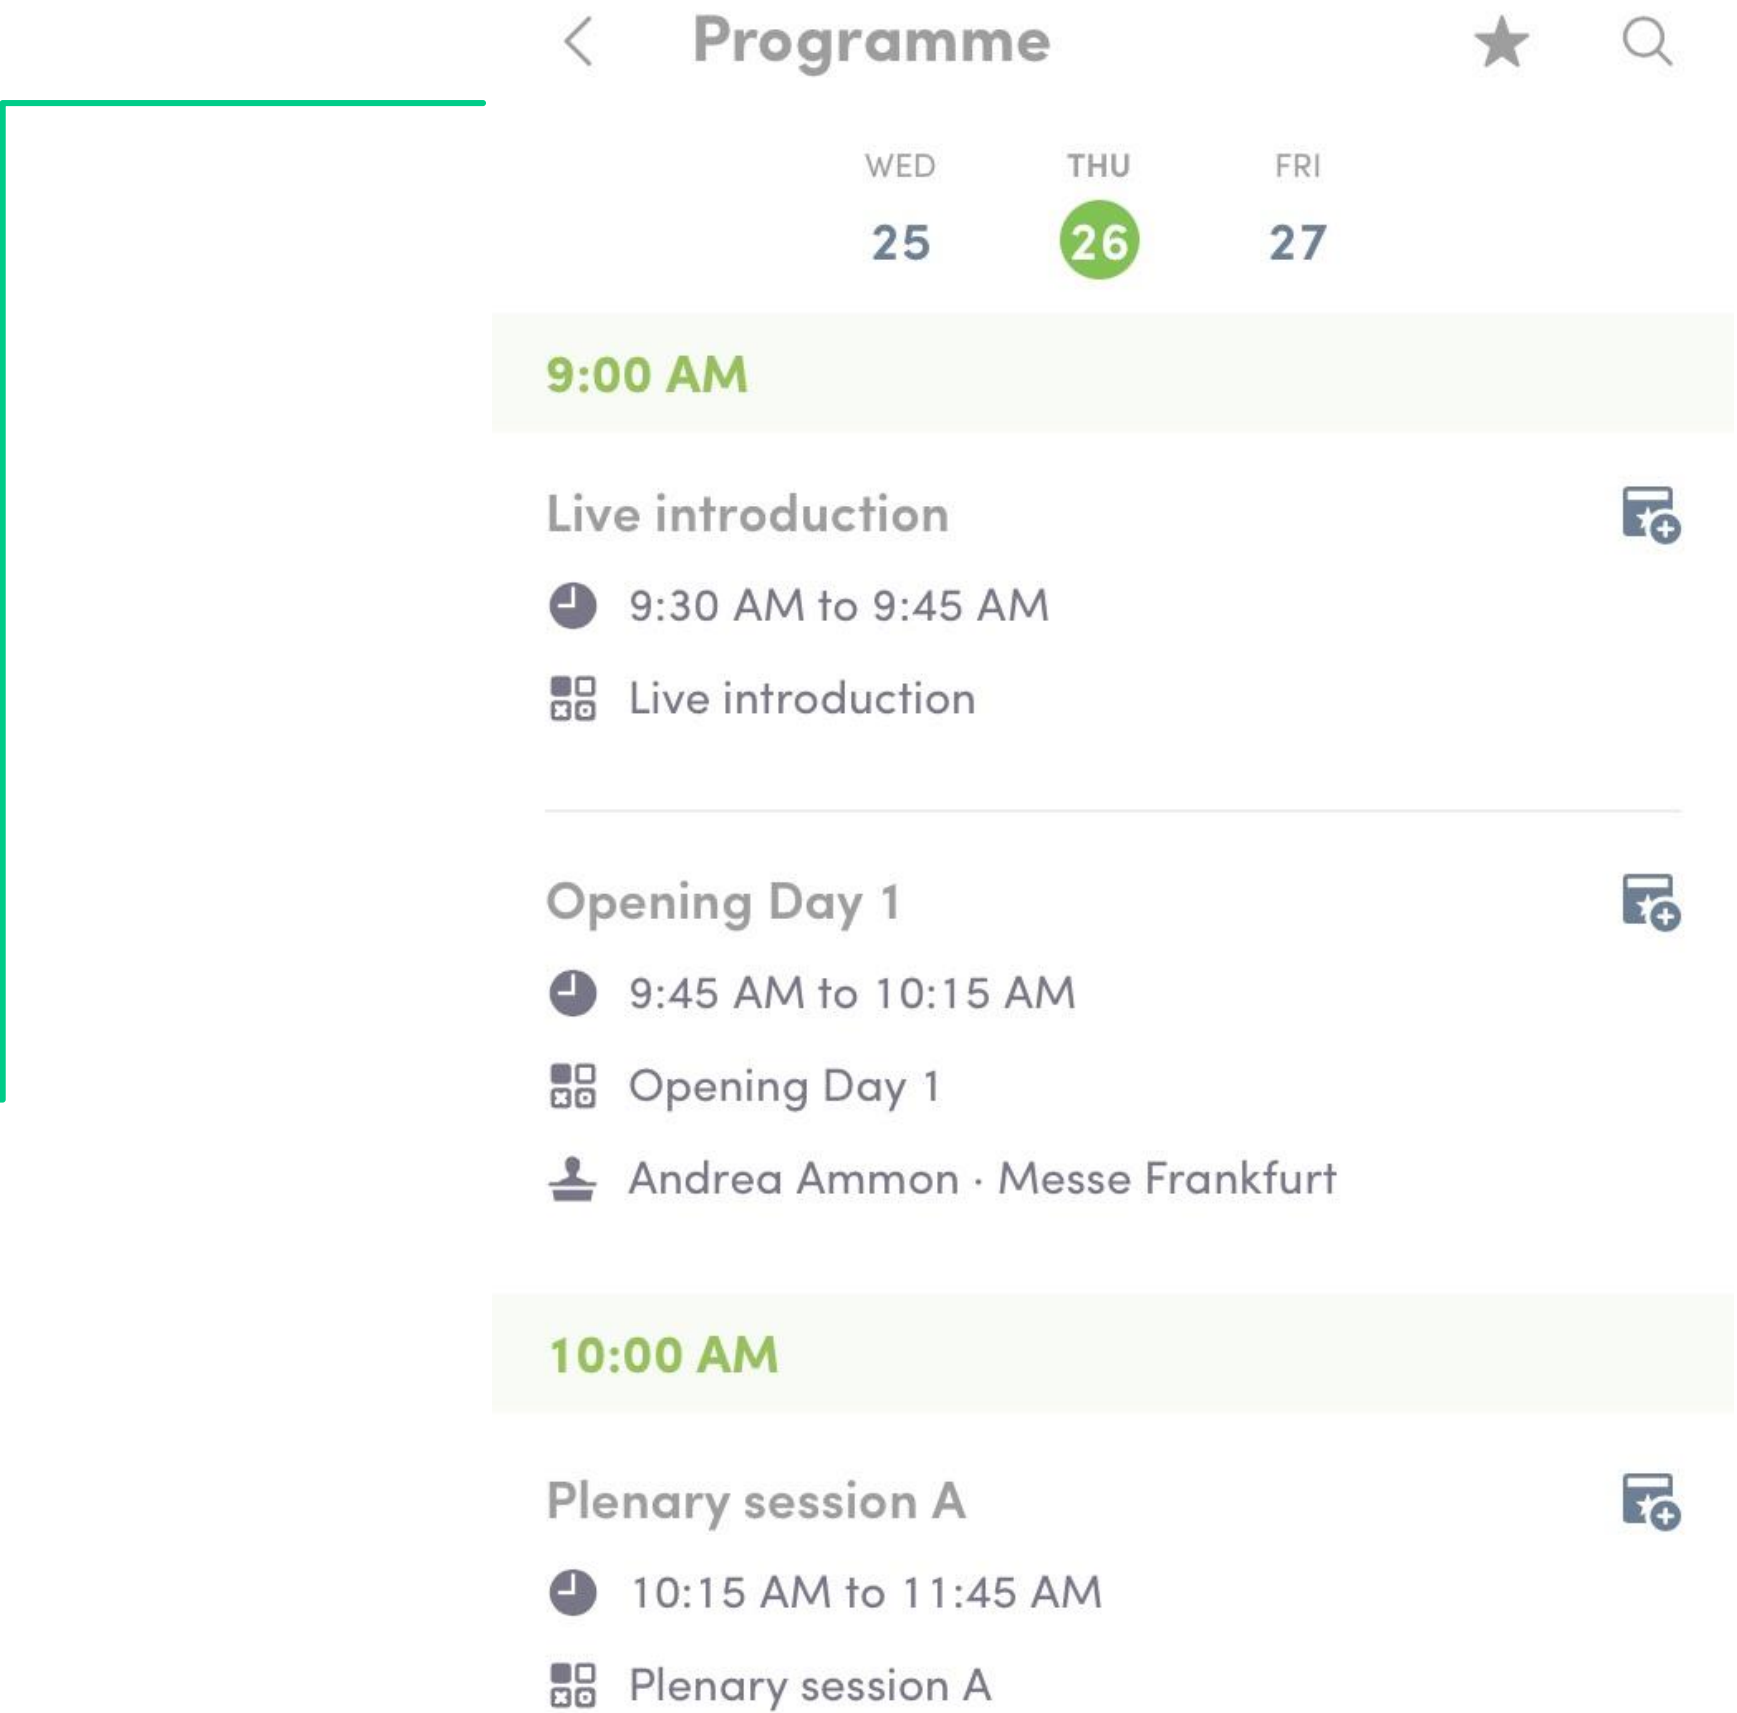 Programme
WED THU FRI
25 26 27
9:00 AM
Live introduction
9:30 AM to 9:45 AM
Live introduction
Opening Day 1
9:45 AM to 10:15 AM
Opening Day 1
Andrea Ammon · Messe Frankfurt
10:00 AM
Plenary session A
10:15 AM to 11:45 AM
Plenary session A